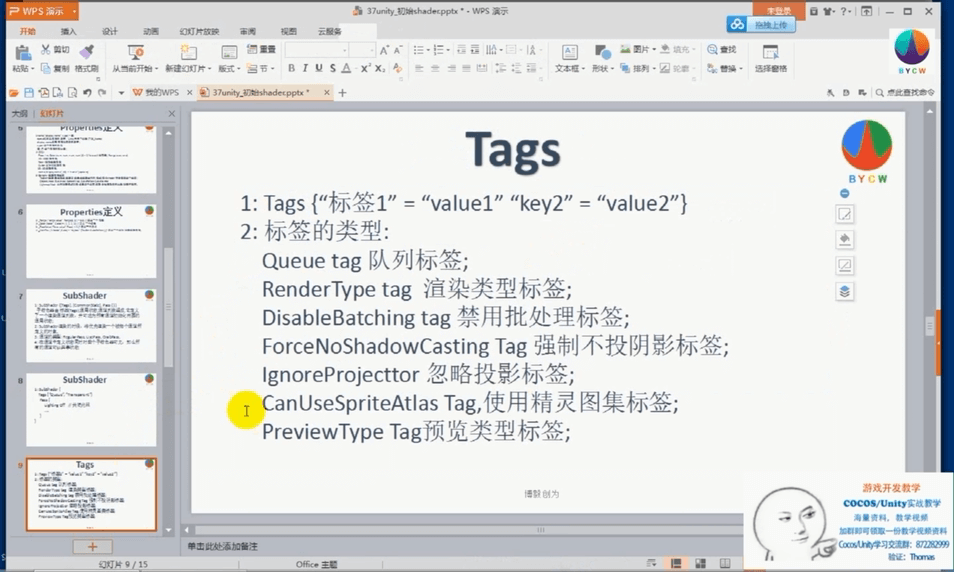 WPS 演示
37unity_初始shader.pptx * - WPS 演示
未登录
拖拽上传
开始 插入 设计 动画 幻灯片放映 审阅 视图 云服务
粘贴 剪切 复制 格式刷 从当前开始 新建幻灯片 版式 重置 节
B I U S A X² X₂
文本框 形状 图片 排列 填充 轮廓 查找 替换 选择窗格
BYCW
我的WPS 37unity_初始shader.pptx *
点此查找命令
大纲 幻灯片
5
Properties定义
6
Properties定义
7
SubShader
8
SubShader
9
Tags
Tags
BYCW
1: Tags {“标签1” = “value1” “key2” = “value2”}
2: 标签的类型:
Queue tag 队列标签;
RenderType tag 渲染类型标签;
DisableBatching tag 禁用批处理标签;
ForceNoShadowCasting Tag 强制不投阴影标签;
IgnoreProjecttor 忽略投影标签;
CanUseSpriteAtlas Tag,使用精灵图集标签;
PreviewType Tag预览类型标签;
博毅创为
游戏开发教学
COCOS/Unity实战教学
海量资料, 教学视频
加群即可领取一份教学视频资料
Cocos/Unity学习交流群: 872282999
验证: Thomas
单击此处添加备注
幻灯片 9 / 15
Office 主题